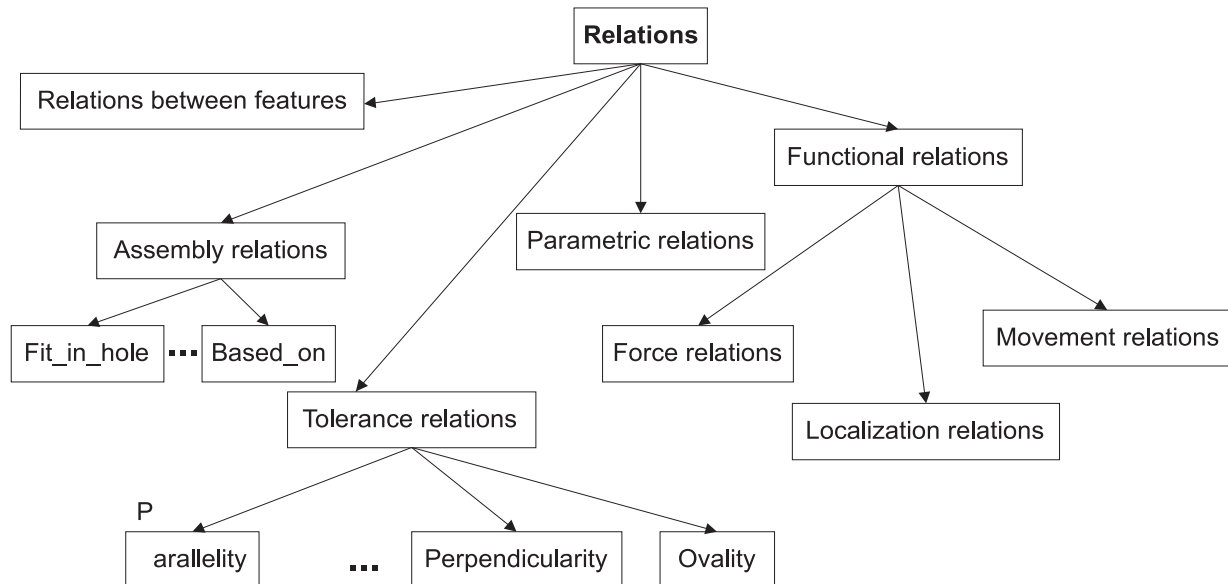 Relations
Relations between features
Functional relations
Assembly relations
Parametric relations
Fit_in_hole ... Based_on
Force relations
Movement relations
Tolerance relations
Localization relations
P
arallelity ... Perpendicularity
Ovality